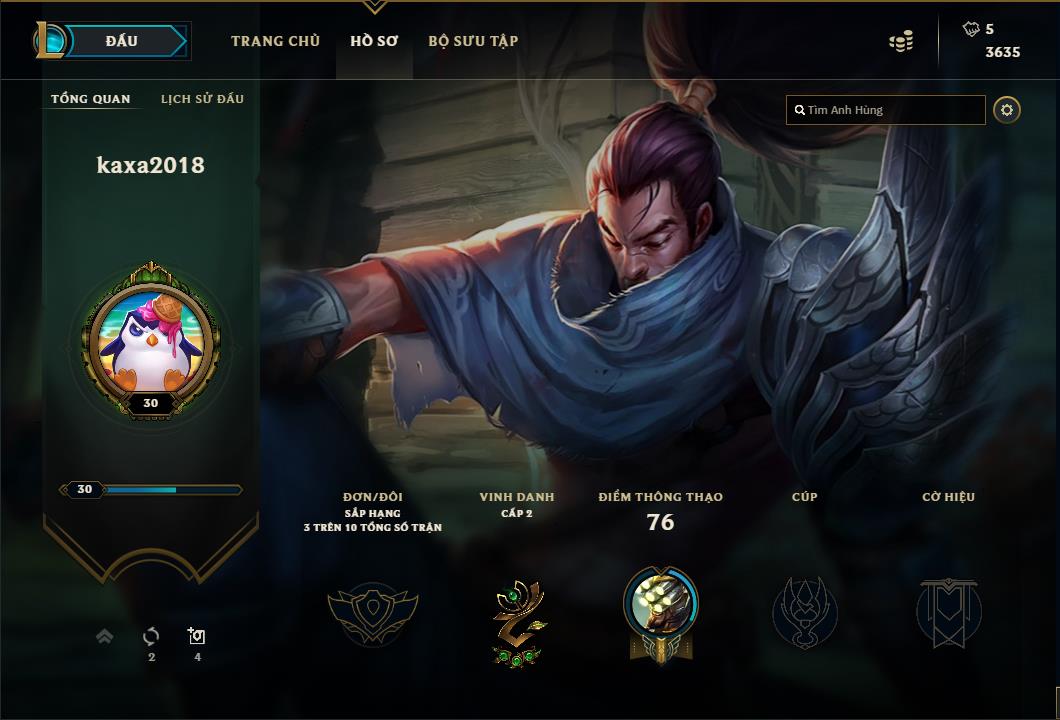 ĐẤU
TRANG CHỦ
HỒ SƠ
BỘ SƯU TẬP
5
3635
TỔNG QUAN
LỊCH SỬ ĐẤU
Tìm Anh Hùng
kaxa2018
30
30
ĐƠN/ĐÔI
SẮP HẠNG
3 TRÊN 10 TỔNG SỐ TRẬN
VINH DANH
CẤP 2
ĐIỂM THÔNG THẠO
76
CÚP
CỜ HIỆU
2
4